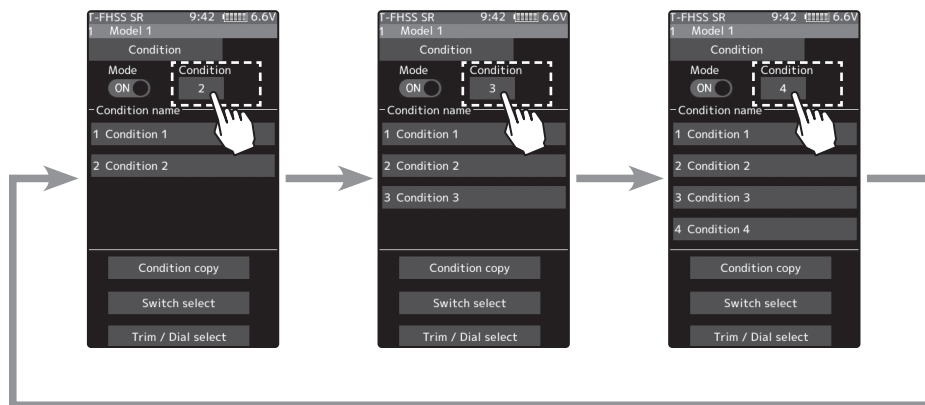 T-FHSS SR 9:42 6.6V
1 Model 1
Condition
Mode Condition
ON 2
Condition name
1 Condition 1
2 Condition 2
Condition copy
Switch select
Trim / Dial select
T-FHSS SR 9:42 6.6V
1 Model 1
Condition
Mode Condition
ON 3
Condition name
1 Condition 1
2 Condition 2
3 Condition 3
Condition copy
Switch select
Trim / Dial select
T-FHSS SR 9:42 6.6V
1 Model 1
Condition
Mode Condition
ON 4
Condition name
1 Condition 1
2 Condition 2
3 Condition 3
4 Condition 4
Condition copy
Switch select
Trim / Dial select